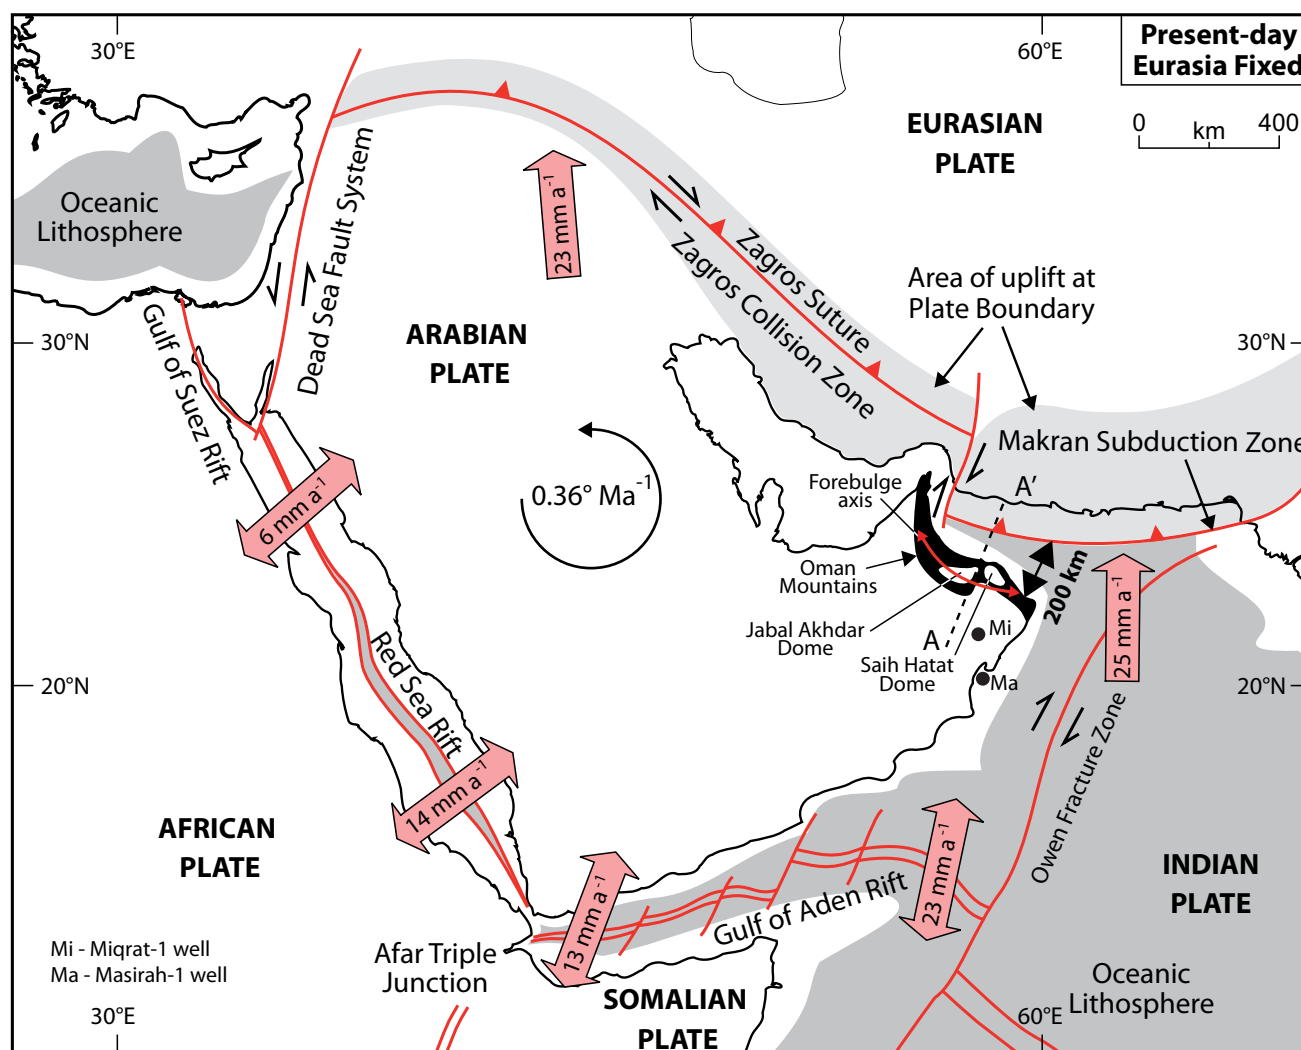 30°E
60°E
Present-day
Eurasia Fixed
0 km 400
EURASIAN
PLATE
Oceanic
Lithosphere
Dead Sea Fault System
23 mm a⁻¹
Zagros Suture
Zagros Collision Zone
Area of uplift at
Plate Boundary
30°N
30°N
Gulf of Suez Rift
ARABIAN
PLATE
Makran Subduction Zone
6 mm a⁻¹
0.36° Ma⁻¹
Forebulge
axis
A'
Oman
Mountains
200 km
25 mm a⁻¹
Jabal Akhdar
Dome
A
Mi
Saih Hatat
Dome
Ma
20°N
20°N
Red Sea Rift
14 mm a⁻¹
Owen Fracture Zone
AFRICAN
PLATE
INDIAN
PLATE
23 mm a⁻¹
Gulf of Aden Rift
13 mm a⁻¹
Mi - Miqrat-1 well
Ma - Masirah-1 well
Afar Triple
Junction
SOMALIAN
PLATE
Oceanic
Lithosphere
30°E
60°E